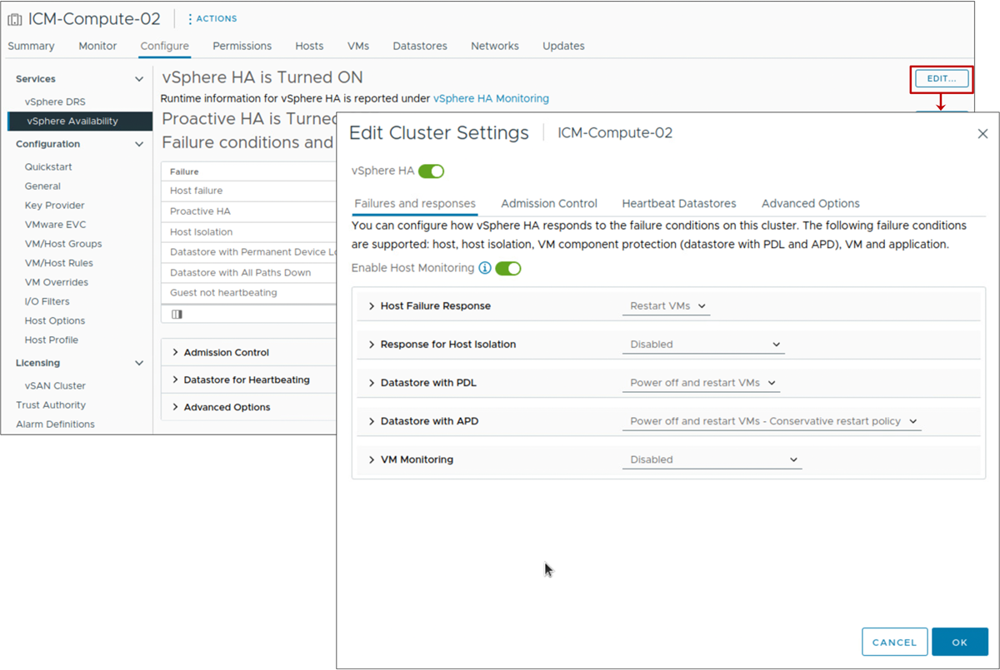 ICM-Compute-02
ACTIONS
Summary Monitor Configure Permissions Hosts VMs Datastores Networks Updates
Services
vSphere DRS
vSphere Availability
Configuration
Quickstart
General
Key Provider
VMware EVC
VM/Host Groups
VM/Host Rules
VM Overrides
I/O Filters
Host Options
Host Profile
Licensing
vSAN Cluster
Trust Authority
Alarm Definitions
vSphere HA is Turned ON
EDIT...
Runtime information for vSphere HA is reported under vSphere HA Monitoring
Proactive HA is Turned
Failure conditions and
Failure
Host failure
Proactive HA
Host Isolation
Datastore with Permanent Device Lo
Datastore with All Paths Down
Guest not heartbeating
Admission Control
Datastore for Heartbeating
Advanced Options
Edit Cluster Settings ICM-Compute-02
vSphere HA
Failures and responses Admission Control Heartbeat Datastores Advanced Options
You can configure how vSphere HA responds to the failure conditions on this cluster. The following failure conditions
are supported: host, host isolation, VM component protection (datastore with PDL and APD), VM and application.
Enable Host Monitoring
Host Failure Response Restart VMs
Response for Host Isolation Disabled
Datastore with PDL Power off and restart VMs
Datastore with APD Power off and restart VMs - Conservative restart policy
VM Monitoring Disabled
CANCEL OK